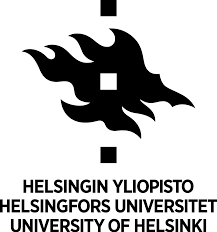 HELSINGIN YLIOPISTO
HELSINGFORS UNIVERSITET
UNIVERSITY OF HELSINKI